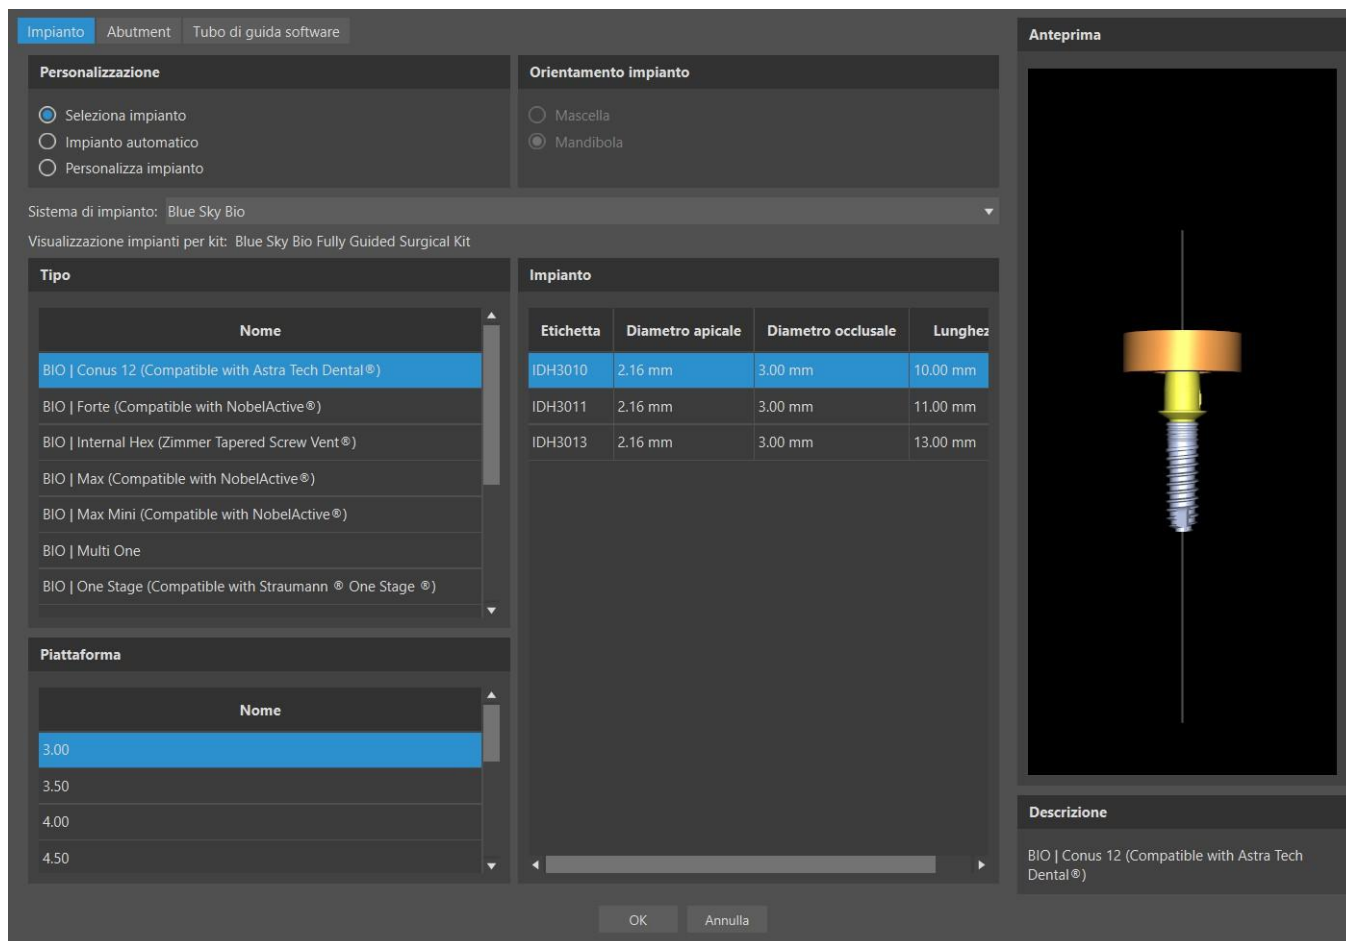 Impianto Abutment Tubo di guida software
Personalizzazione
Seleziona impianto
Impianto automatico
Personalizza impianto
Orientamento impianto
Mascella
Mandibola
Sistema di impianto: Blue Sky Bio
Visualizzazione impianti per kit: Blue Sky Bio Fully Guided Surgical Kit
Tipo
Nome
BIO | Conus 12 (Compatible with Astra Tech Dental®)
BIO | Forte (Compatible with NobelActive®)
BIO | Internal Hex (Zimmer Tapered Screw Vent®)
BIO | Max (Compatible with NobelActive®)
BIO | Max Mini (Compatible with NobelActive®)
BIO | Multi One
BIO | One Stage (Compatible with Straumann ® One Stage ®)
Piattaforma
Nome
3.00
3.50
4.00
4.50
Impianto
Etichetta Diametro apicale Diametro occlusale Lunghez
IDH3010 2.16 mm 3.00 mm 10.00 mm
IDH3011 2.16 mm 3.00 mm 11.00 mm
IDH3013 2.16 mm 3.00 mm 13.00 mm
Anteprima
Descrizione
BIO | Conus 12 (Compatible with Astra Tech
Dental®)
OK Annulla